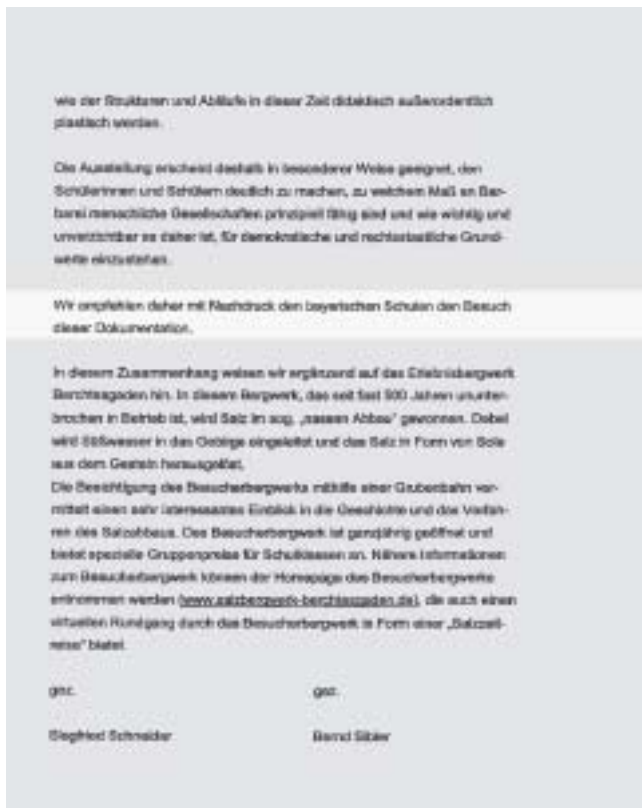 wie der Strukturen und Abläufe in dieser Zeit didaktisch außerordentlich
plastisch werden.
Die Ausstellung erscheint deshalb in besonderer Weise geeignet, den
Schülerinnen und Schülern deutlich zu machen, zu welchem Maß an Bar-
barei menschliche Gesellschaften prinzipiell fähig sind und wie wichtig und
unverzichtbar es daher ist, für demokratische und rechtsstaatliche Grund-
werte einzustehen.
Wir empfehlen daher mit Nachdruck den bayerischen Schulen den Besuch
dieser Dokumentation.
In diesem Zusammenhang weisen wir ergänzend auf das Erlebnisbergwerk
Berchtesgaden hin. In diesem Bergwerk, das seit fast 500 Jahren ununter-
brochen in Betrieb ist, wird Salz im sog. „nassen Abbau" gewonnen. Dabei
wird Süßwasser in das Gebirge eingeleitet und das Salz in Form von Sole
aus dem Gestein herausgelöst.
Die Besichtigung des Besucherbergwerks mithilfe einer Grubenbahn ver-
mittelt einen sehr interessanten Einblick in die Geschichte und das Verfah-
ren des Salzabbaus. Das Besucherbergwerk ist ganzjährig geöffnet und
bietet spezielle Gruppenpreise für Schulklassen an. Nähere Informationen
zum Besucherbergwerk können der Homepage des Besucherbergwerks
entnommen werden (www.salzbergwerk-berchtesgaden.de), die auch einen
virtuellen Rundgang durch das Besucherbergwerk in Form einer „Salzzeit-
reise" bietet.
gez. gez.
Siegfried Schneider Bernd Sibler